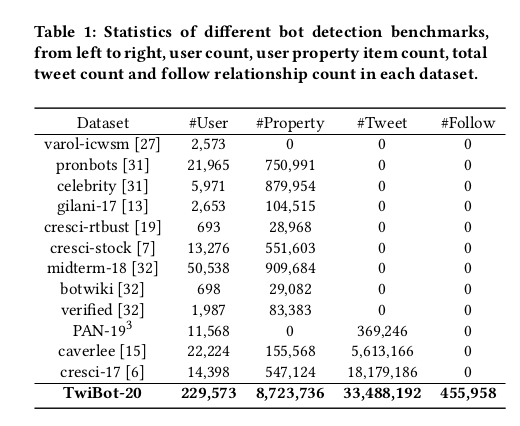 Table 1: Statistics of different bot detection benchmarks,
from left to right, user count, user property item count, total
tweet count and follow relationship count in each dataset.
Dataset #User #Property #Tweet #Follow
varol-icwsm [27] 2,573 0 0 0
pronbots [31] 21,965 750,991 0 0
celebrity [31] 5,971 879,954 0 0
gilani-17 [13] 2,653 104,515 0 0
cresci-rtbust [19] 693 28,968 0 0
cresci-stock [7] 13,276 551,603 0 0
midterm-18 [32] 50,538 909,684 0 0
botwiki [32] 698 29,082 0 0
verified [32] 1,987 83,383 0 0
PAN-19³ 11,568 0 369,246 0
caverlee [15] 22,224 155,568 5,613,166 0
cresci-17 [6] 14,398 547,124 18,179,186 0
TwiBot-20 229,573 8,723,736 33,488,192 455,958